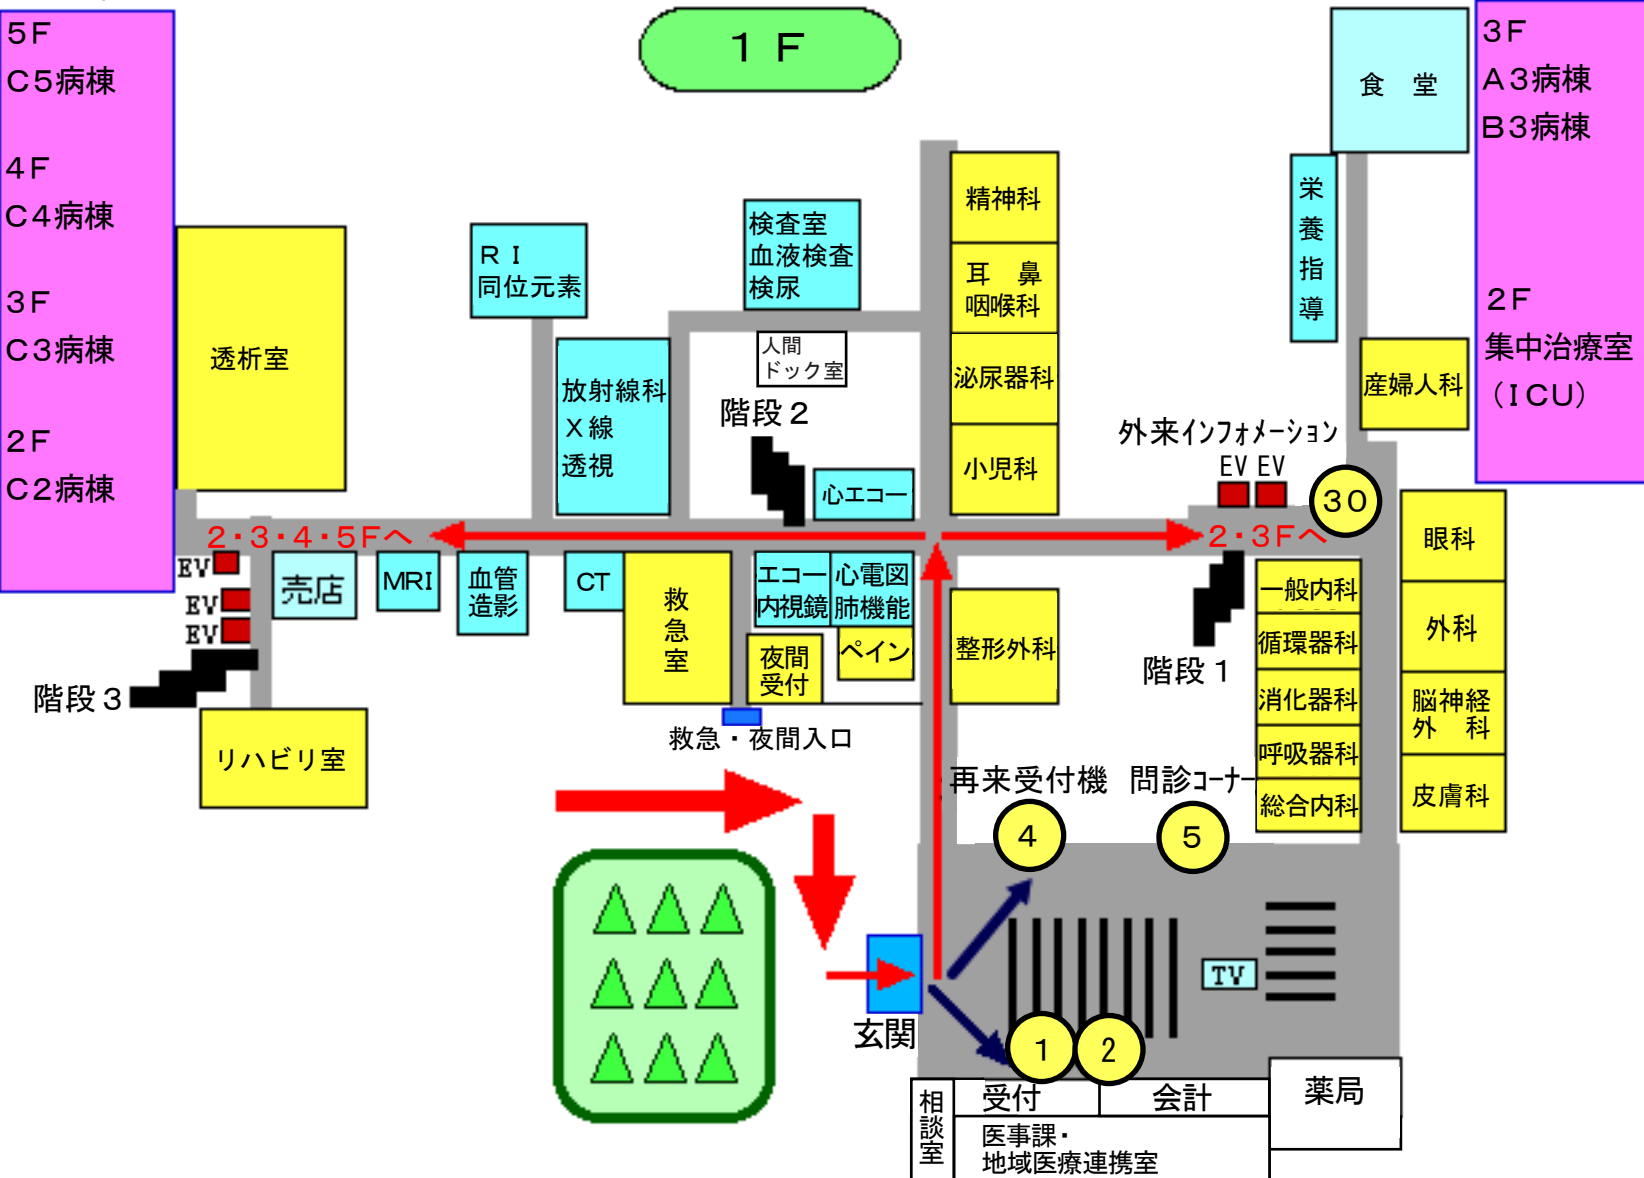 １Ｆ
５Ｆ
Ｃ５病棟
４Ｆ
Ｃ４病棟
３Ｆ
Ｃ３病棟
２Ｆ
Ｃ２病棟
３Ｆ
Ａ３病棟
Ｂ３病棟
２Ｆ
集中治療室
（ＩＣＵ）
食　堂
栄養指導
産婦人科
透析室
ＲＩ
同位元素
検査室
血液検査
検尿
人間
ドック室
放射線科
Ｘ線
透視
階段２
心エコー
精神科
耳　鼻
咽喉科
泌尿器科
小児科
外来インフォメーション
EV EV
30
２・３・４・５Ｆへ
２・３Ｆへ
EV
EV
EV
売店
MRI
血管
造影
CT
救急室
エコー
内視鏡
心電図
肺機能
夜間
受付
ペイン
整形外科
階段１
一般内科
循環器科
消化器科
呼吸器科
総合内科
眼科
外科
脳神経
外　科
皮膚科
階段３
リハビリ室
救急・夜間入口
再来受付機
問診コーナー
4
5
TV
玄関
1
2
相談室
受付
会計
薬局
医事課・
地域医療連携室